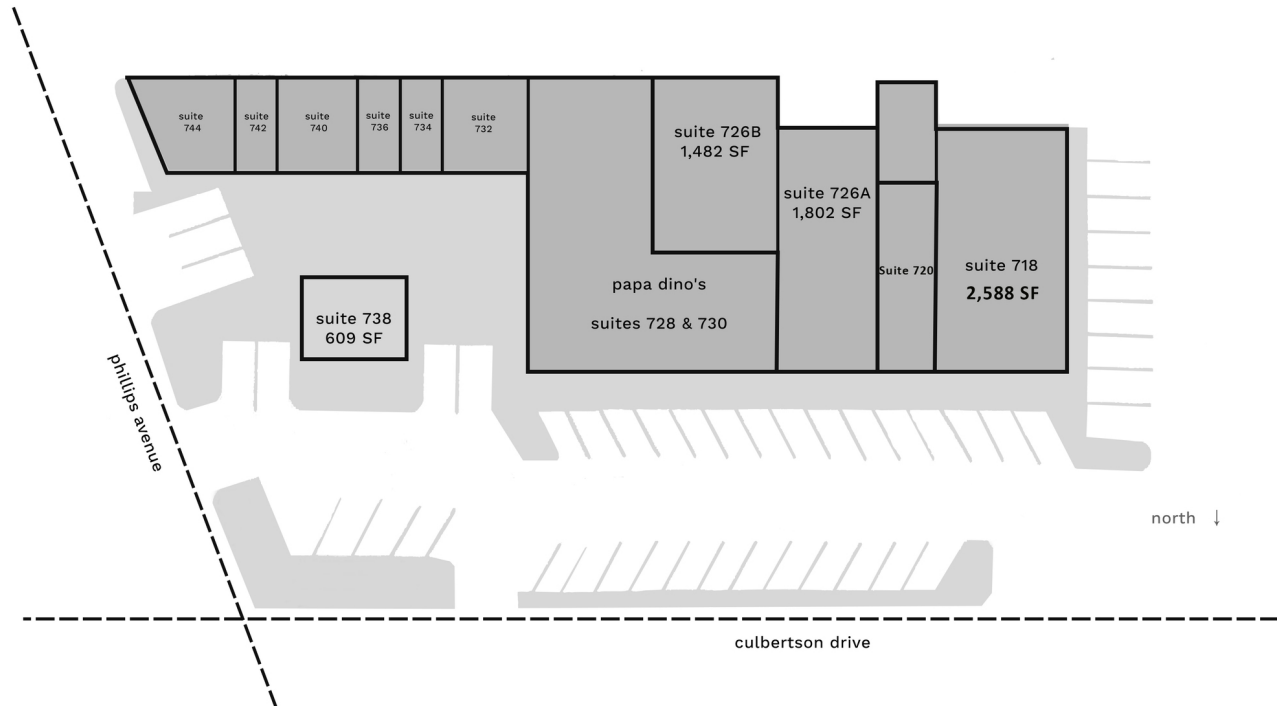 suite
744
suite
742
suite
740
suite
736
suite
734
suite
732
suite 726B
1,482 SF
suite 726A
1,802 SF
Suite 720
suite 718
2,588 SF
papa dino's
suites 728 & 730
suite 738
609 SF
phillips avenue
north ↓
culbertson drive